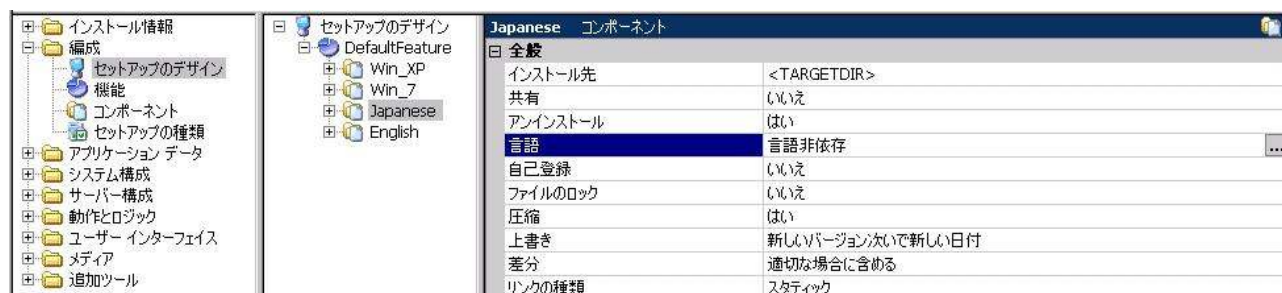 インストール情報
編成
セットアップのデザイン
機能
コンポーネント
セットアップの種類
アプリケーション データ
システム構成
サーバー構成
動作とロジック
ユーザー インターフェイス
メディア
追加ツール
セットアップのデザイン
DefaultFeature
Win_XP
Win_7
Japanese
English
Japanese コンポーネント
全般
インストール先 <TARGETDIR>
共有 いいえ
アンインストール はい
言語 言語非依存 ...
自己登録 いいえ
ファイルのロック いいえ
圧縮 はい
上書き 新しいバージョン次いで新しい日付
差分 適切な場合に含める
リンクの種類 スタティック